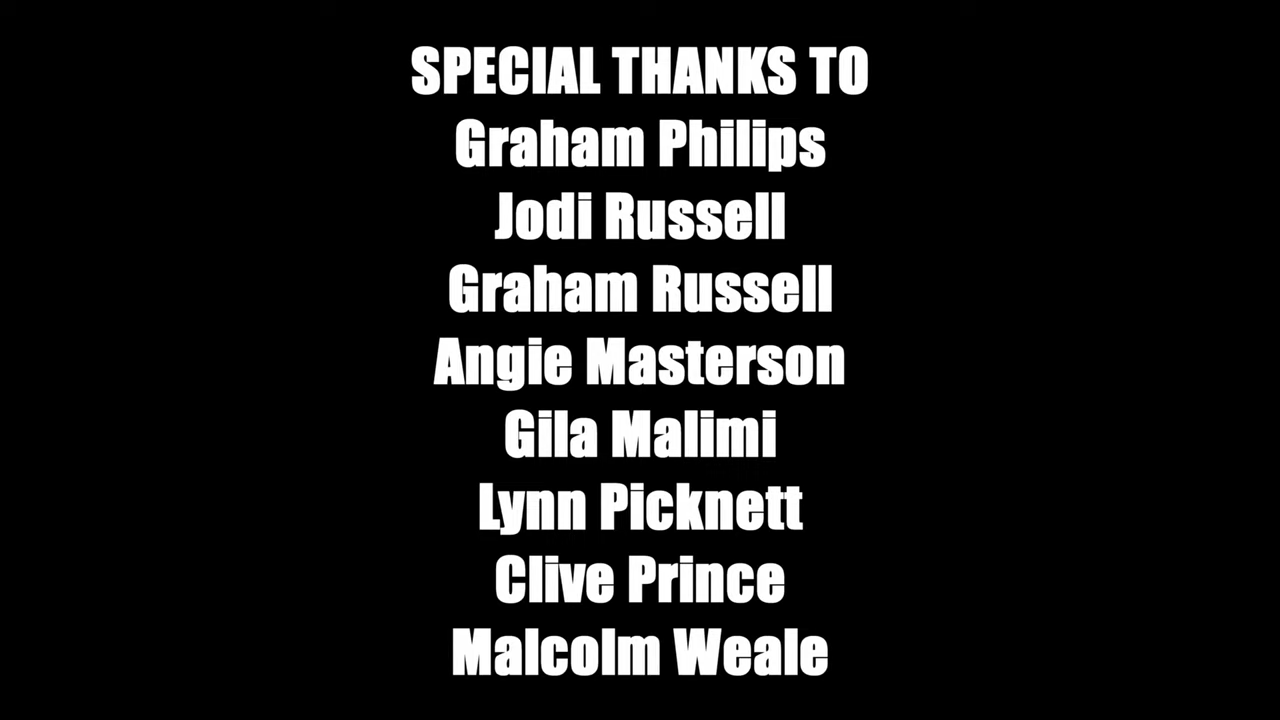 SPECIAL THANKS TO
Graham Philips
Jodi Russell
Graham Russell
Angie Masterson
Gila Malimi
Lynn Picknett
Clive Prince
Malcolm Weale